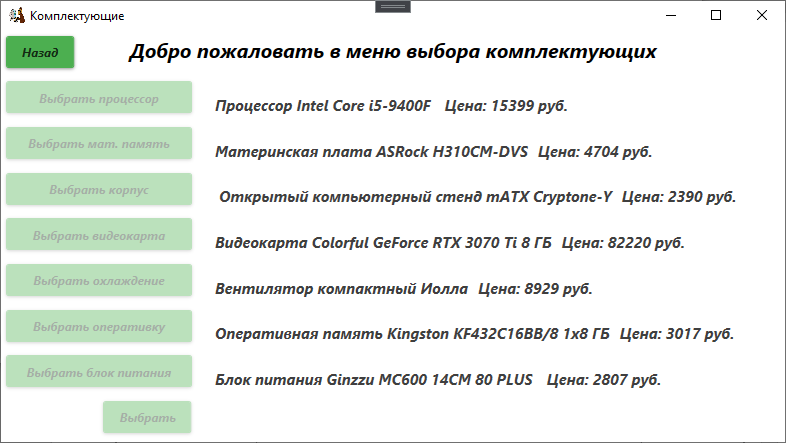 Комплектующие
Назад
Добро пожаловать в меню выбора комплектующих
Выбрать процессор
Процессор Intel Core i5-9400F Цена: 15399 руб.
Выбрать мат. память
Материнская плата ASRock H310CM-DVS Цена: 4704 руб.
Выбрать корпус
Открытый компьютерный стенд mATX Cryptone-Y Цена: 2390 руб.
Выбрать видеокарта
Видеокарта Colorful GeForce RTX 3070 Ti 8 ГБ Цена: 82220 руб.
Выбрать охлаждение
Вентилятор компактный Иолла Цена: 8929 руб.
Выбрать оперативку
Оперативная память Kingston KF432C16BB/8 1x8 ГБ Цена: 3017 руб.
Выбрать блок питания
Блок питания Ginzzu MC600 14CM 80 PLUS Цена: 2807 руб.
Выбрать